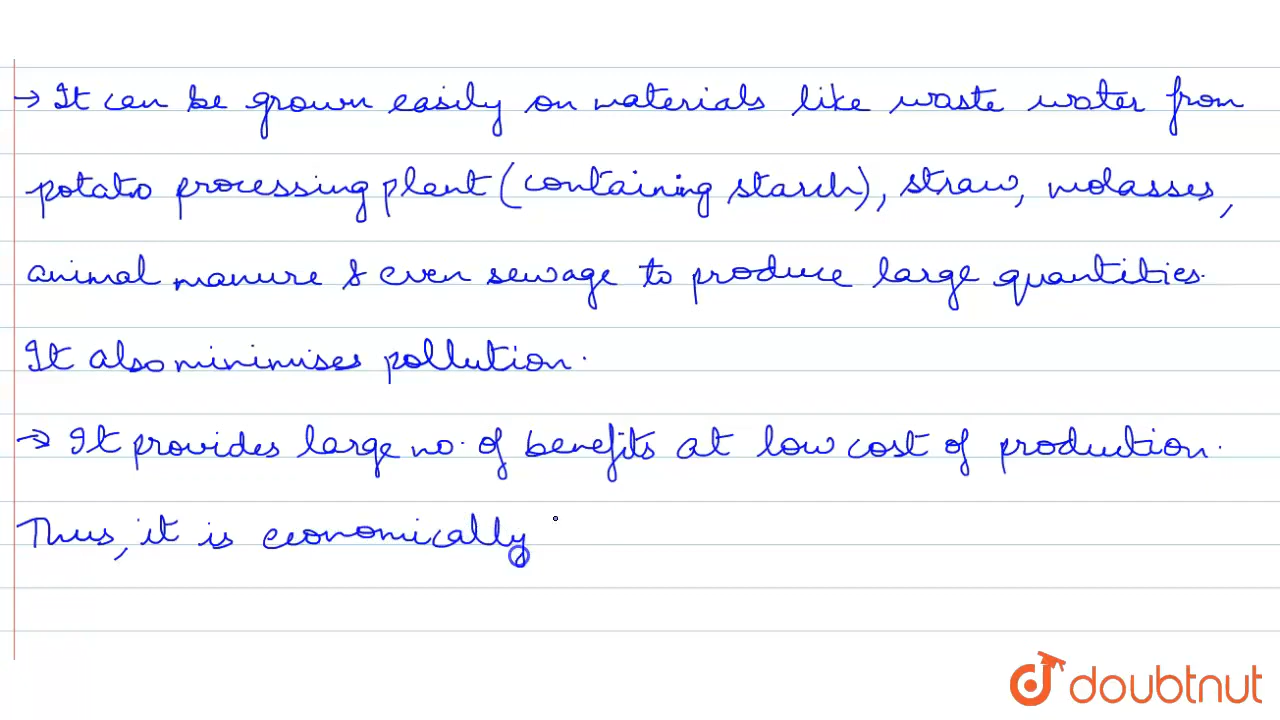 → It can be grown easily on materials like waste water from
potato processing plant (containing starch), straw, molasses,
animal manure & even sewage to produce large quantities.
It also minimises pollution.
→ It provides large no. of benefits at low cost of production.
Thus, it is economically
doubtnut